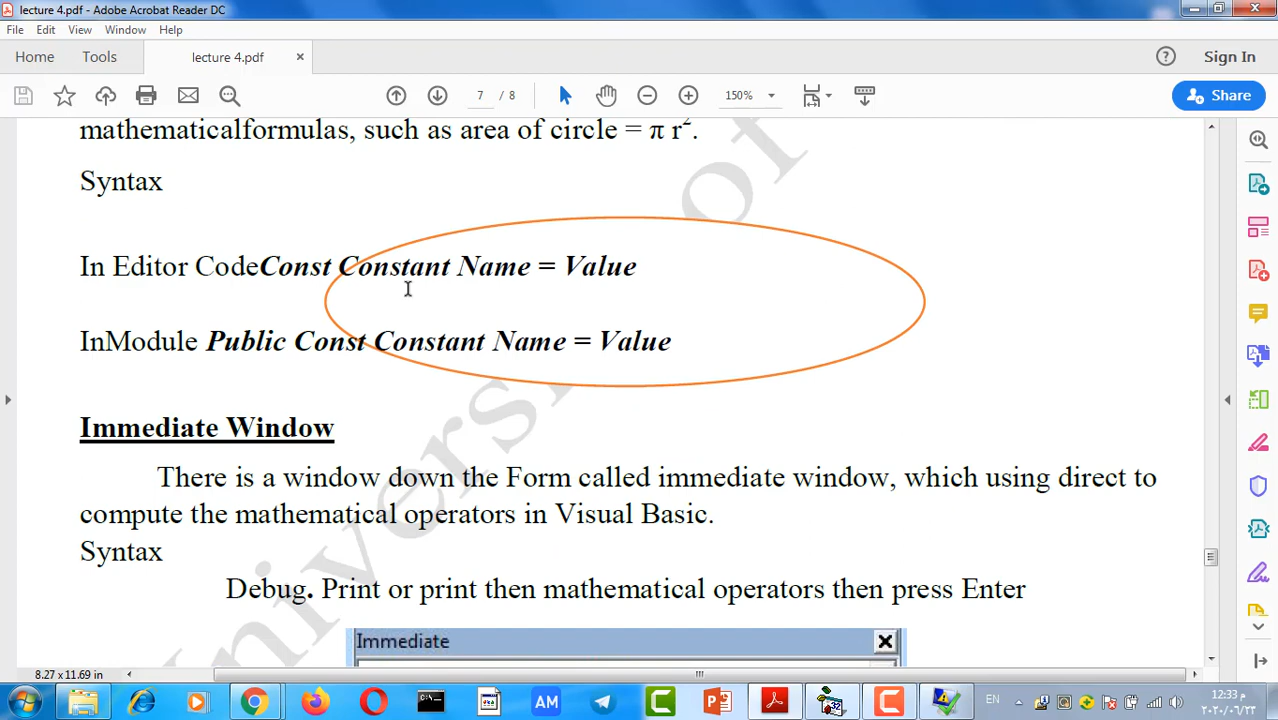 lecture 4.pdf - Adobe Acrobat Reader DC
File Edit View Window Help
Home Tools lecture 4.pdf × Sign In
7 / 8 150% Share
mathematicalformulas, such as area of circle = π r².
Syntax
In Editor CodeConst Constant Name = Value
InModule Public Const Constant Name = Value
Immediate Window
There is a window down the Form called immediate window, which using direct to
compute the mathematical operators in Visual Basic.
Syntax
Debug. Print or print then mathematical operators then press Enter
Immediate
8.27 x 11.69 in
AM EN 12:33 م
٢٠٢٠/٠٦/٢٣